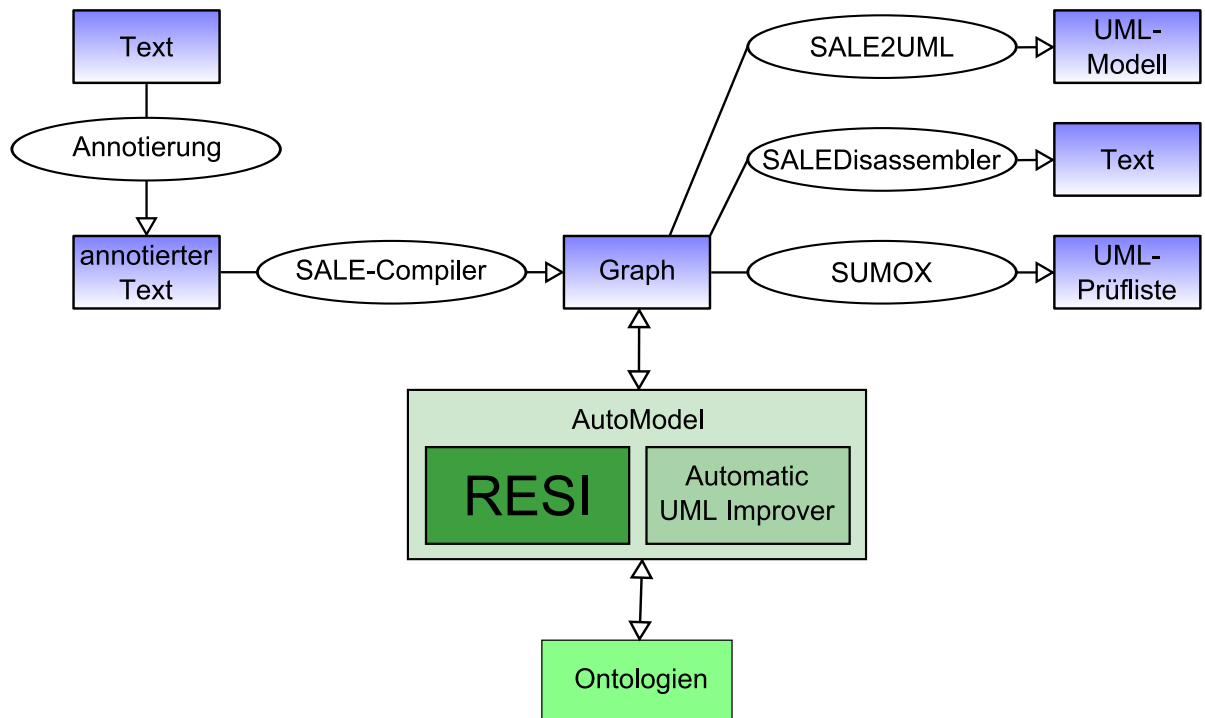 Text
SALE2UML
UML-
Modell
Annotierung
SALEDisassembler
Text
annotierter
Text
SALE-Compiler
Graph
SUMOX
UML-
Prüfliste
AutoModel
RESI
Automatic
UML Improver
Ontologien